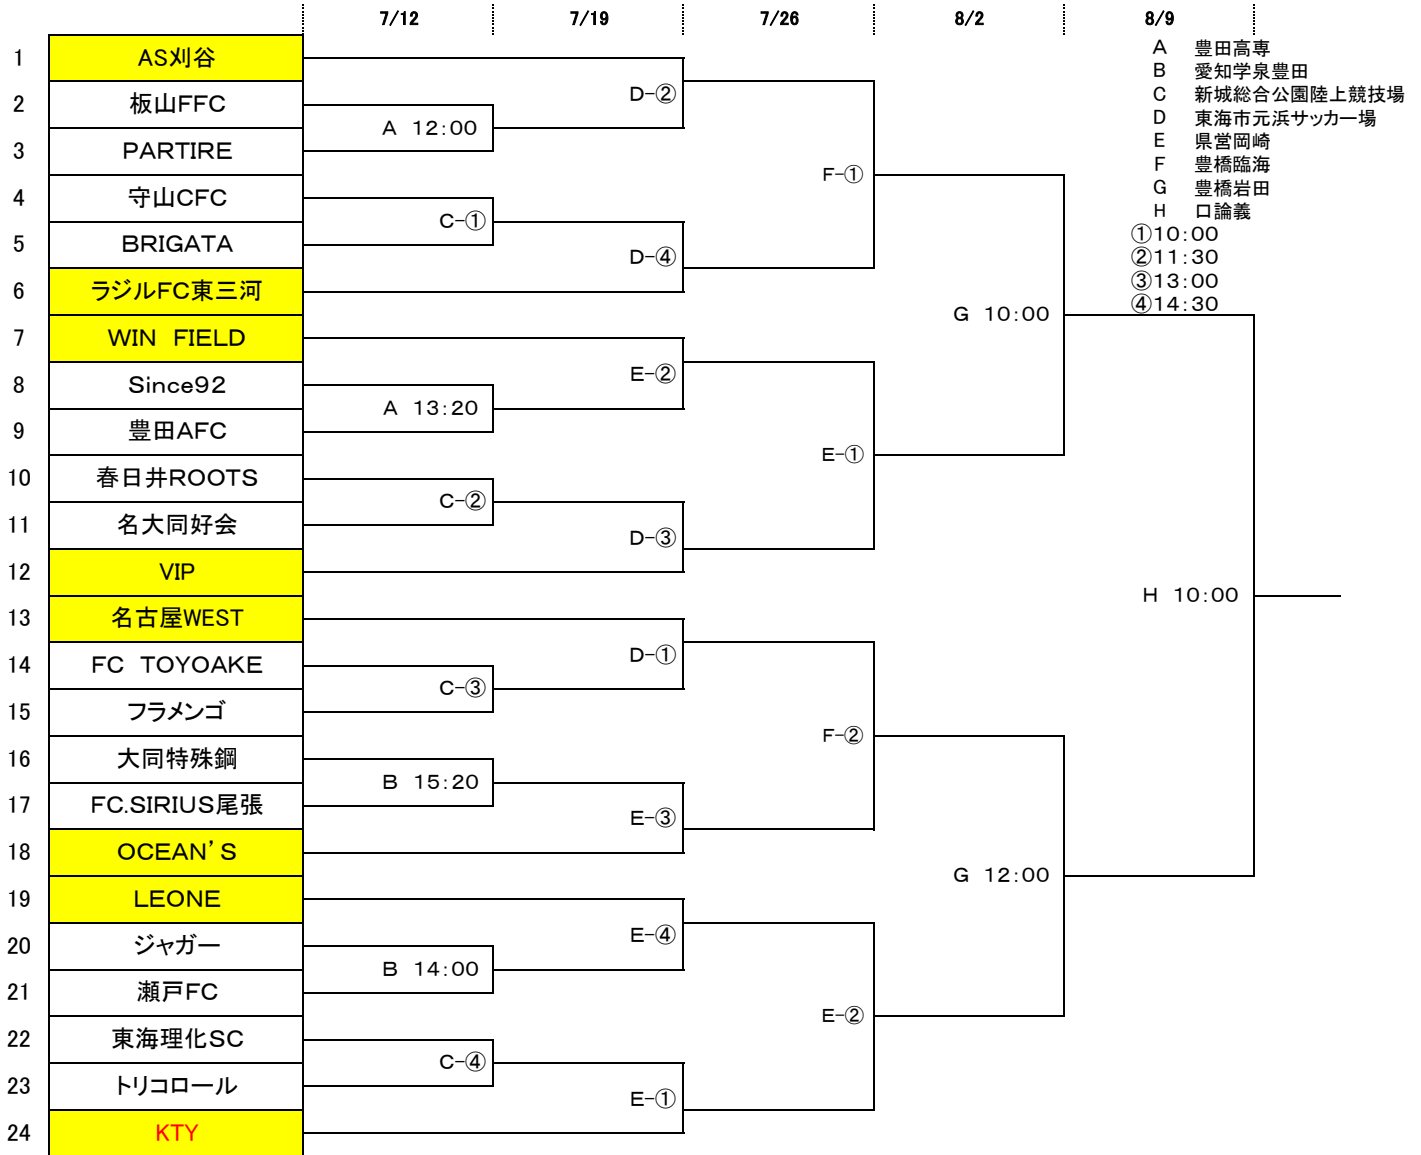 7/12 7/19 7/26 8/2 8/9
A 豊田高専
1 AS刈谷
B 愛知学泉豊田
D-②
C 新城総合公園陸上競技場
2 板山FFC
D 東海市元浜サッカー場
A 12:00
E 県営岡崎
3 PARTIRE
F 豊橋臨海
F-①
G 豊橋岩田
4 守山CFC
H 口論義
C-①
①10:00
5 BRIGATA
D-④
②11:30
③13:00
6 ラジルFC東三河
④14:30
G 10:00
7 WIN FIELD
E-②
8 Since92
A 13:20
9 豊田AFC
E-①
10 春日井ROOTS
C-②
11 名大同好会
D-③
12 VIP
H 10:00
13 名古屋WEST
D-①
14 FC TOYOAKE
C-③
15 フラメンゴ
F-②
16 大同特殊鋼
B 15:20
17 FC.SIRIUS尾張
E-③
18 OCEAN'S
G 12:00
19 LEONE
E-④
20 ジャガー
B 14:00
21 瀬戸FC
E-②
22 東海理化SC
C-④
23 トリコロール
E-①
24 KTY